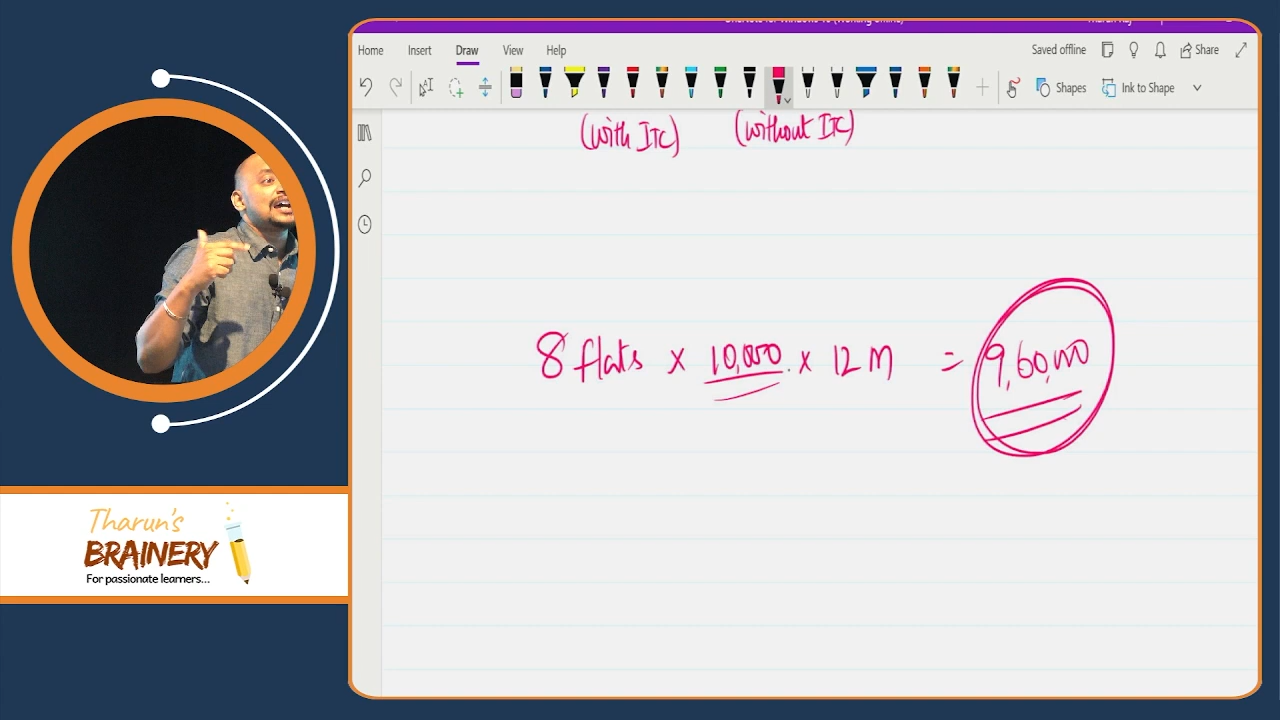 Home Insert Draw View Help Saved offline Share
Shapes Ink to Shape
(with ITC) (without ITC)
8 flats x 10,000 x 12 M = 9,60,000
Tharun's
BRAINERY
For passionate learners...